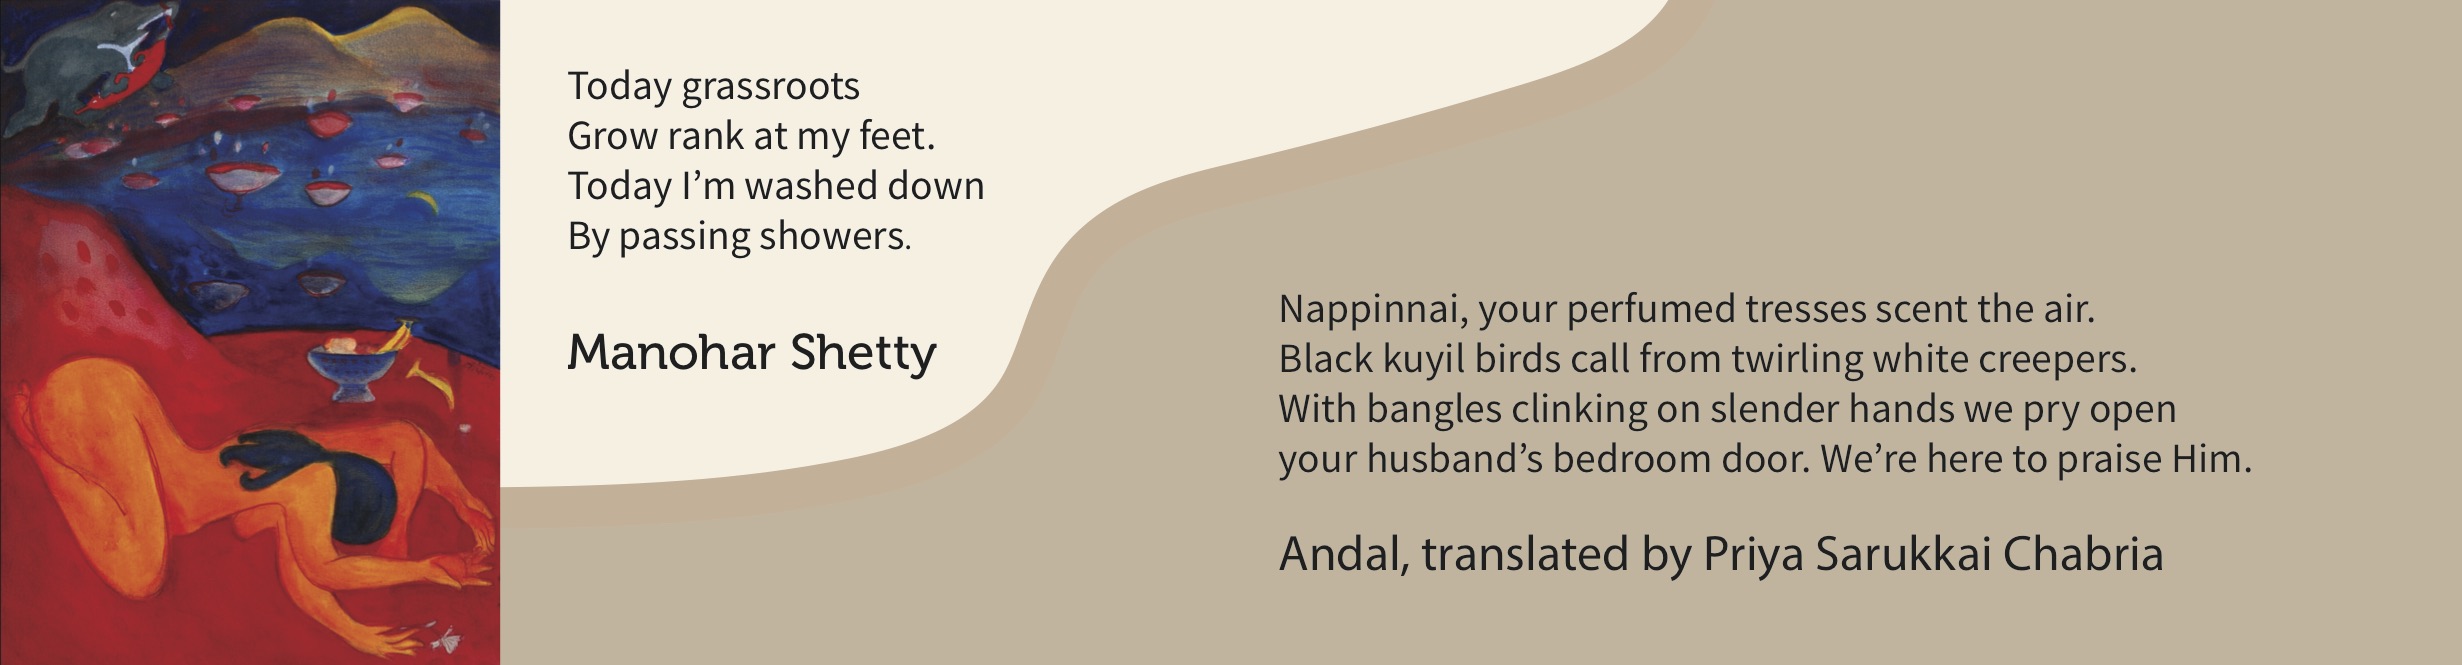 Today grassroots
Grow rank at my feet.
Today I’m washed down
By passing showers.
Manohar Shetty
Nappinnai, your perfumed tresses scent the air.
Black kuyil birds call from twirling white creepers.
With bangles clinking on slender hands we pry open
your husband’s bedroom door. We’re here to praise Him.
Andal, translated by Priya Sarukkai Chabria